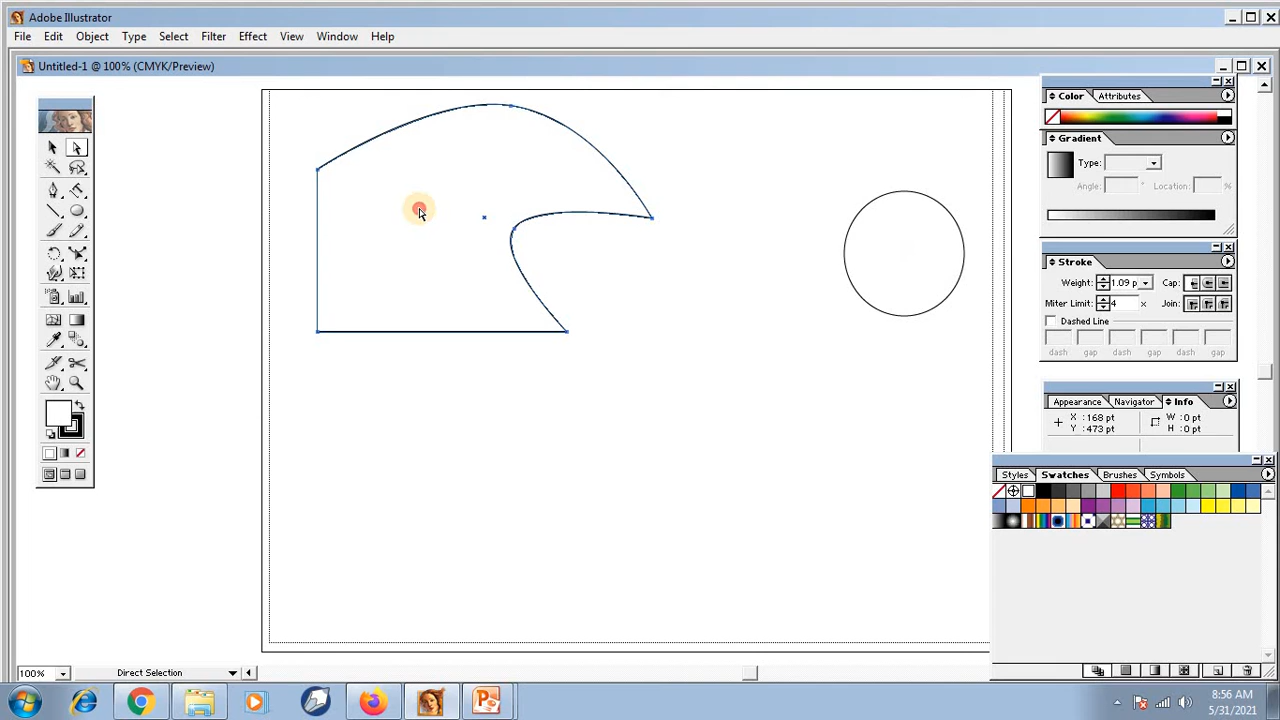 Adobe Illustrator
File Edit Object Type Select Filter Effect View Window Help
Untitled-1 @ 100% (CMYK/Preview)
Color Attributes
Gradient
Type:
Angle: ° Location: %
Stroke
Weight: 1.09 p Cap:
Miter Limit: 4 x Join:
Dashed Line
dash gap dash gap dash gap
Appearance Navigator Info
X :168 pt W :0 pt
Y :473 pt H :0 pt
Styles Swatches Brushes Symbols
100% Direct Selection
8:56 AM
5/31/2021